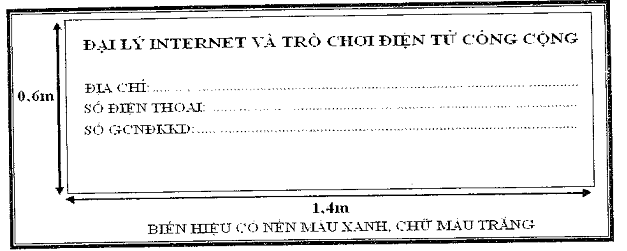 ĐẠI LÝ INTERNET VÀ TRÒ CHƠI ĐIỆN TỬ CÔNG CỘNG
ĐỊA CHỈ:
0,6m
SỐ ĐIỆN THOẠI:
SỐ GCNĐKKD:
1,4m
BIỂN HIỆU CÓ NỀN MÀU XANH, CHỮ MÀU TRẮNG